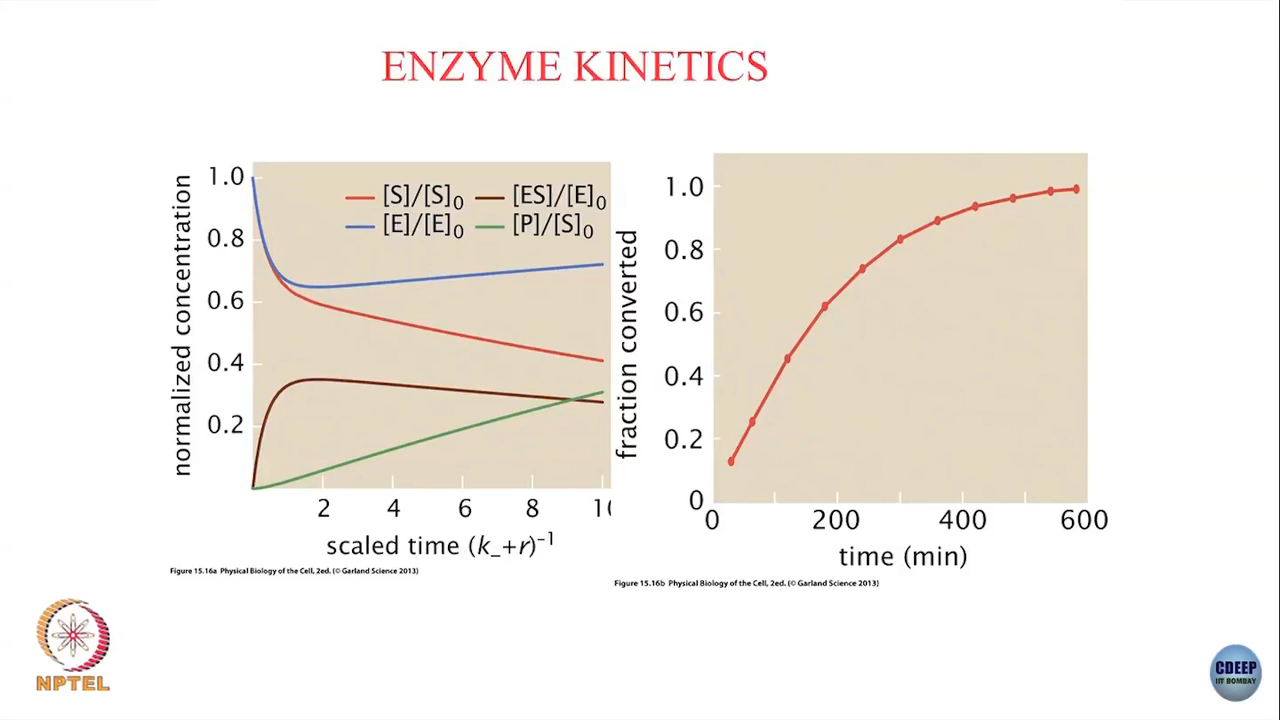 ENZYME KINETICS
normalized concentration
1.0
0.8
0.6
0.4
0.2
[S]/[S]₀ [ES]/[E]₀
[E]/[E]₀ [P]/[S]₀
2 4 6 8 10
scaled time (k₋+r)⁻¹
Figure 15.16a Physical Biology of the Cell, 2ed. (© Garland Science 2013)
fraction converted
1.0
0.8
0.6
0.4
0.2
0
0 200 400 600
time (min)
Figure 15.16b Physical Biology of the Cell, 2ed. (© Garland Science 2013)
NPTEL
CDEEP
IIT BOMBAY